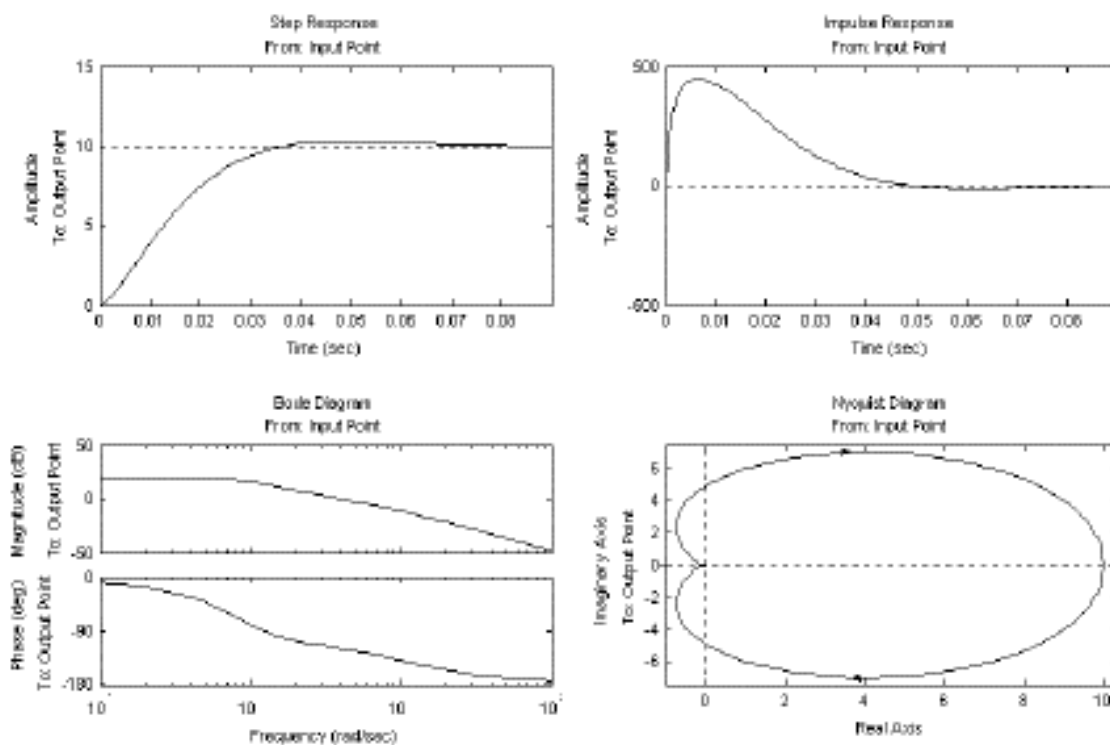 Step Response
From: Input Point
15
10
5
0
Amplitude
To: Output Point
0 0.01 0.02 0.03 0.04 0.05 0.06 0.07 0.08
Time (sec)
Impulse Response
From: Input Point
500
0
-500
Amplitude
To: Output Point
0 0.01 0.02 0.03 0.04 0.05 0.06 0.07 0.08
Time (sec)
Bode Diagram
From: Input Point
50
0
-50
Magnitude (dB)
To: Output Point
0
-90
-180
Phase (deg)
To: Output Point
10 10 10 10
Frequency (rad/sec)
Nyquist Diagram
From: Input Point
6
4
2
0
-2
-4
-6
Imaginary Axis
To: Output Point
0 2 4 6 8 10
Real Axis